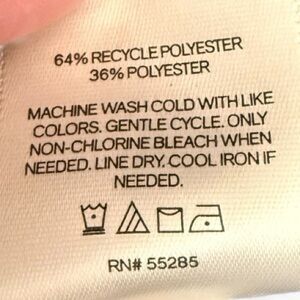 64% RECYCLE POLYESTER
36% POLYESTER
MACHINE WASH COLD WITH LIKE
COLORS. GENTLE CYCLE. ONLY
NON-CHLORINE BLEACH WHEN
NEEDED. LINE DRY. COOL IRON IF
NEEDED.
RN# 55285